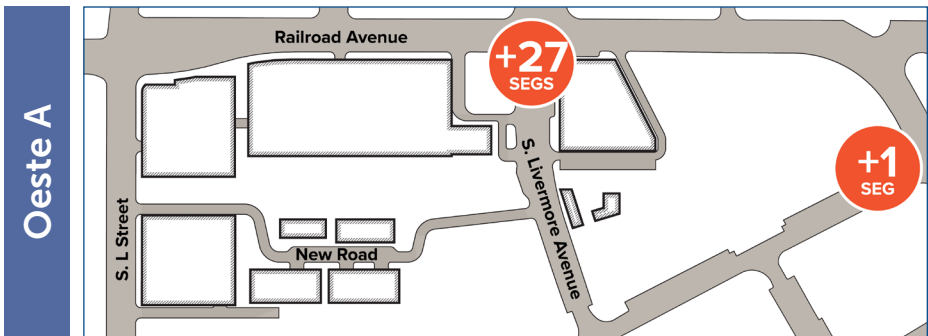 Oeste A
Railroad Avenue
+27
SEGS
+1
SEG
S. Livermore Avenue
S. L Street
New Road